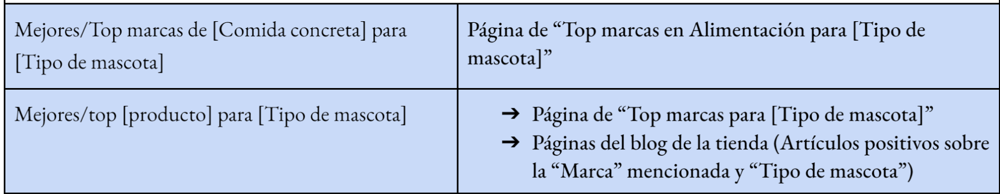 Mejores/Top marcas de [Comida concreta] para
[Tipo de mascota]
Página de “Top marcas en Alimentación para [Tipo de
mascota]”
Mejores/top [producto] para [Tipo de mascota]
➔ Página de “Top marcas para [Tipo de mascota]”
➔ Páginas del blog de la tienda (Artículos positivos sobre
la “Marca” mencionada y “Tipo de mascota”)